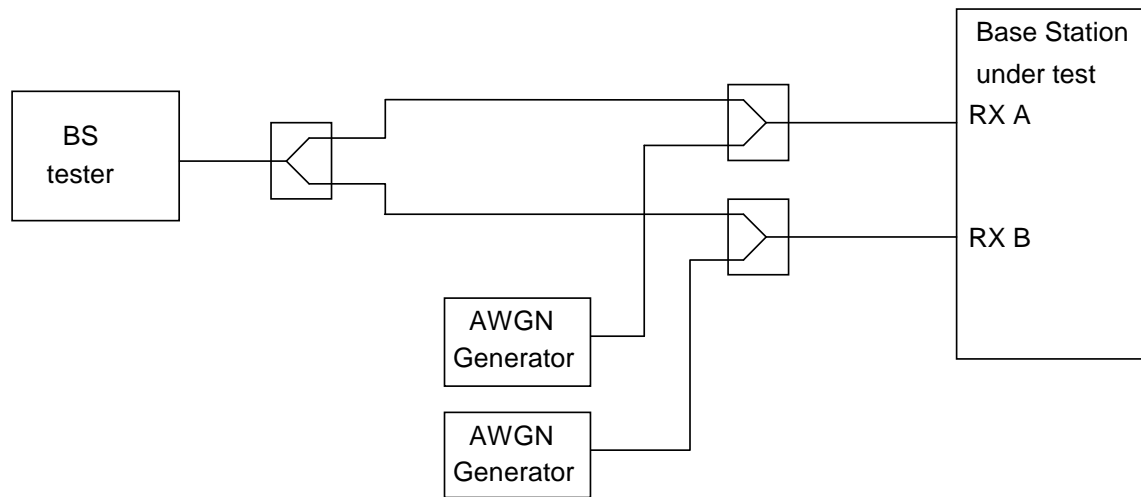 BS
tester
Base Station
under test
RX A
RX B
AWGN
Generator
AWGN
Generator